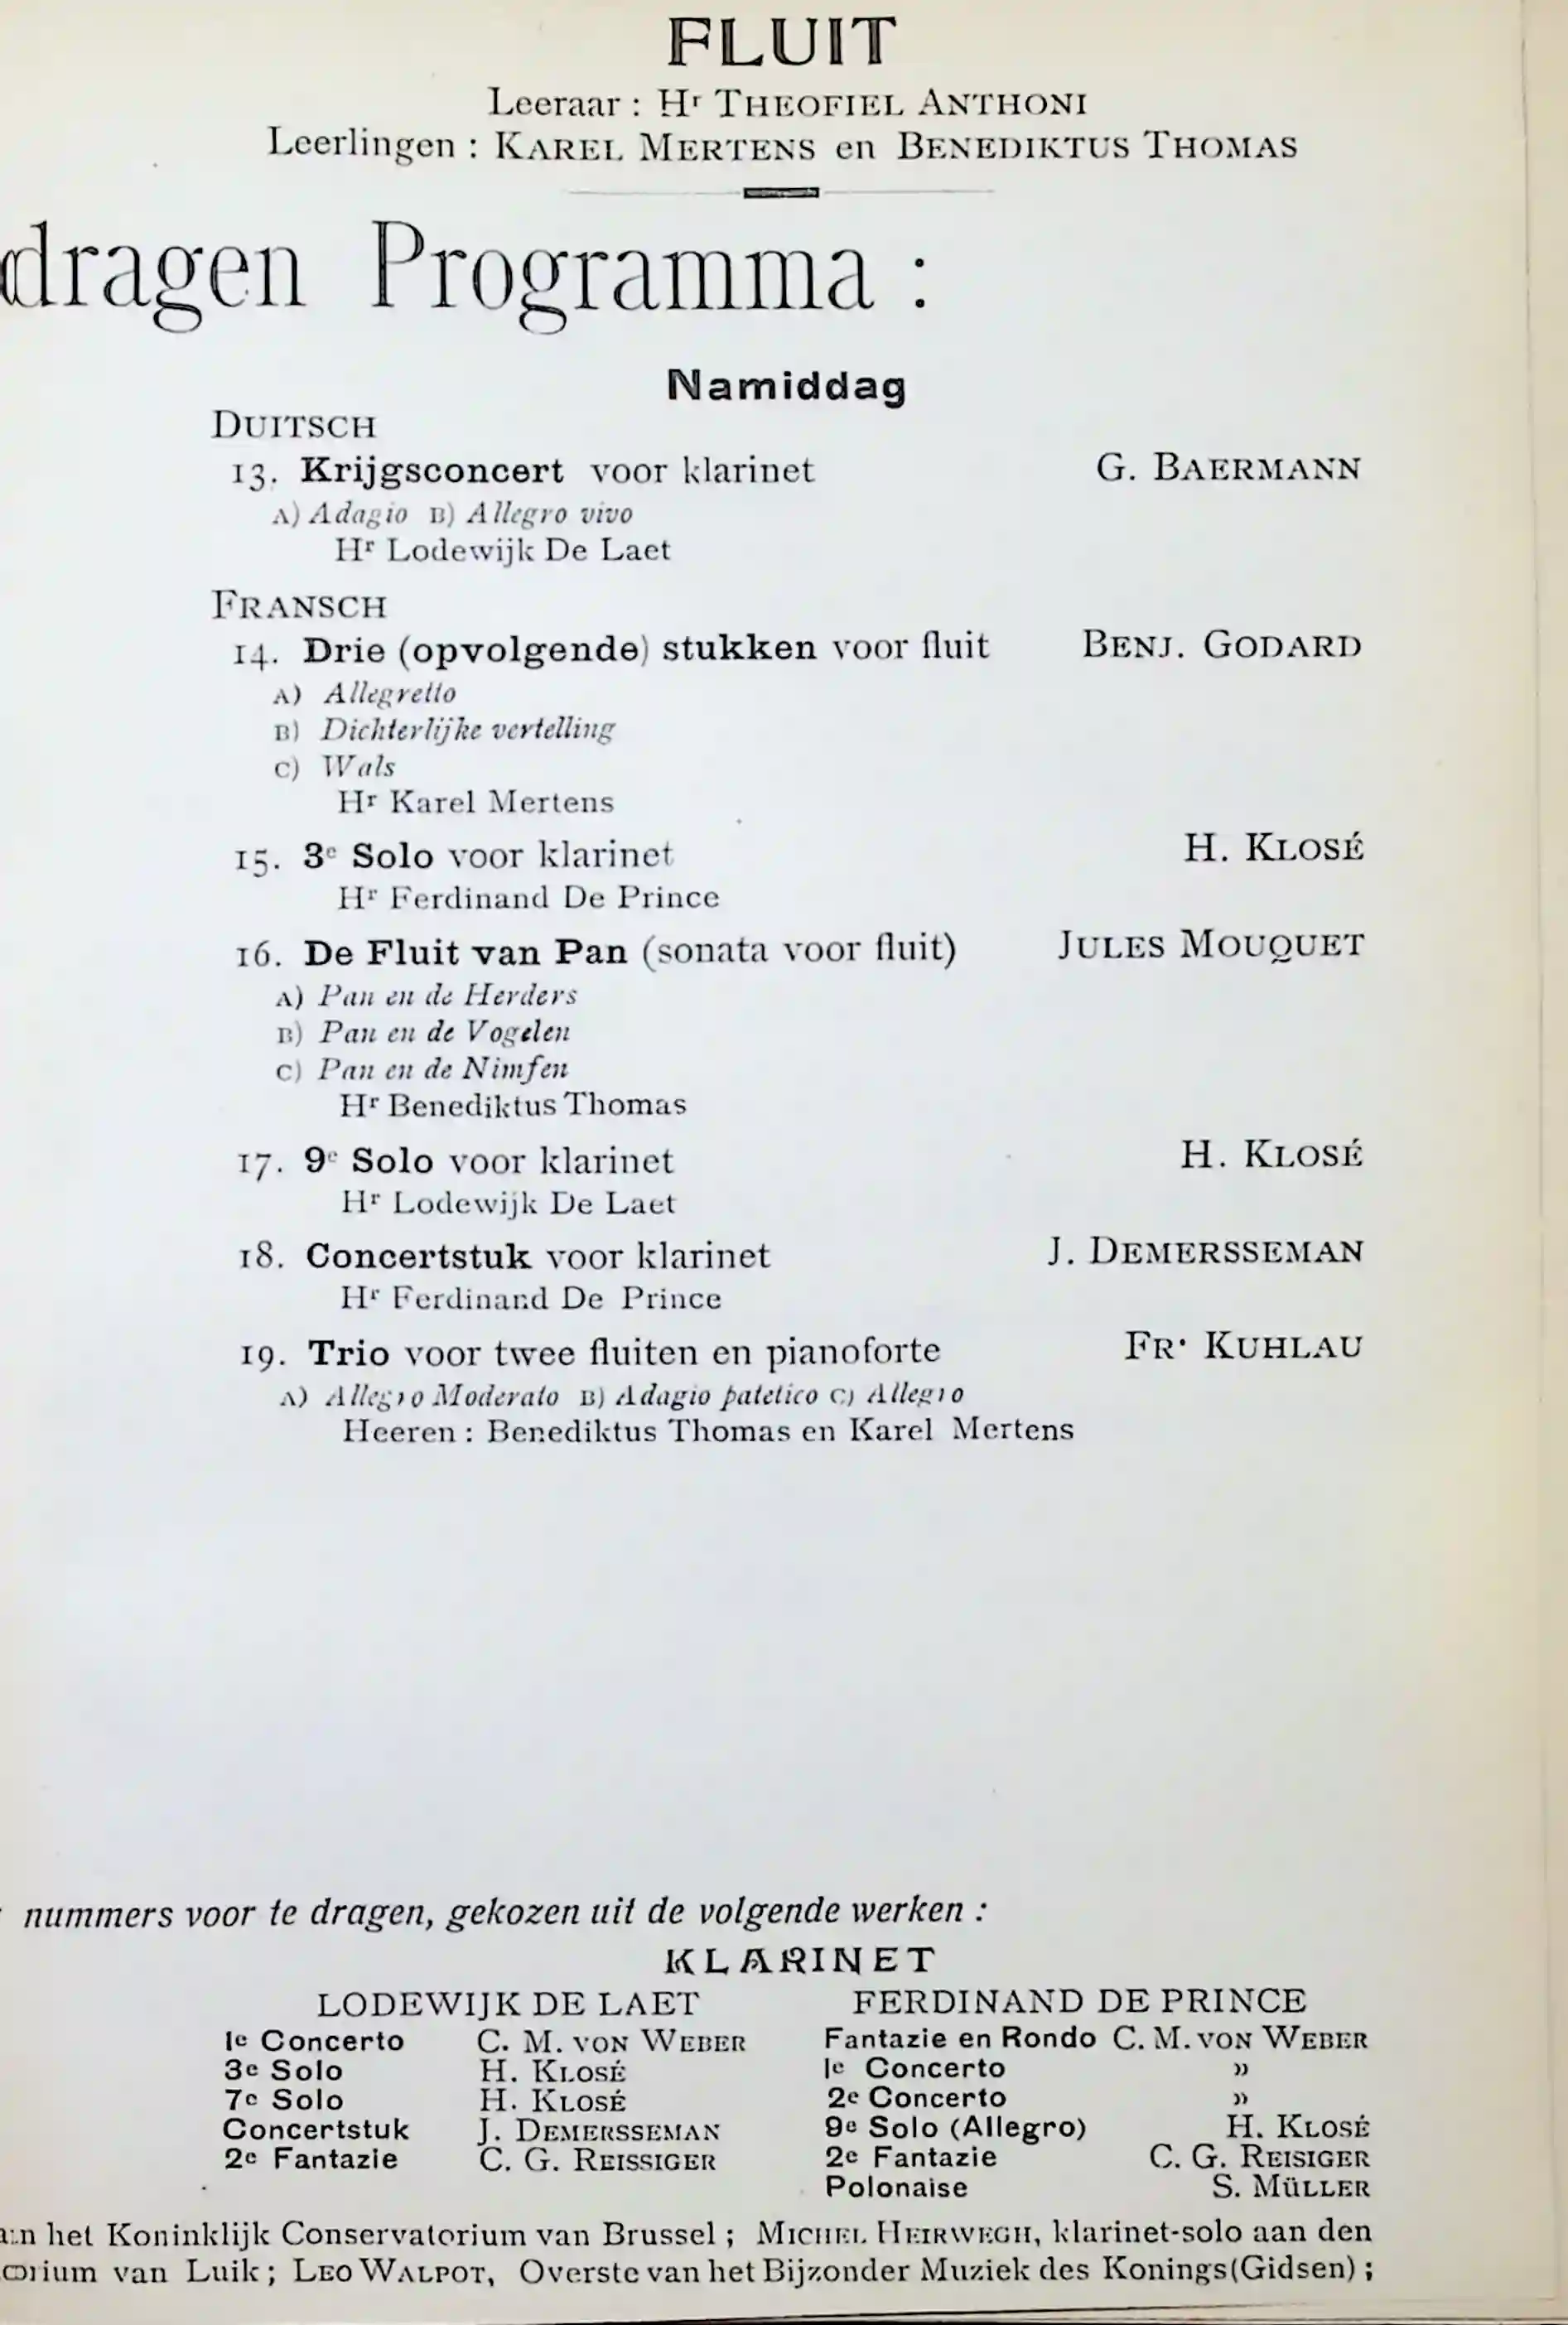 FLUIT
Leeraar : Hr THEOFIEL ANTHONI
Leerlingen : KAREL MERTENS en BENEDIKTUS THOMAS
dragen Programma :
Namiddag
DUITSCH
13. Krijgsconcert voor klarinet G. BAERMANN
A) Adagio B) Allegro vivo
Hr Lodewijk De Laet
FRANSCH
14. Drie (opvolgende) stukken voor fluit BENJ. GODARD
A) Allegretto
B) Dichterlijke vertelling
C) Wals
Hr Karel Mertens
15. 3e Solo voor klarinet H. KLOSÉ
Hr Ferdinand De Prince
16. De Fluit van Pan (sonata voor fluit) JULES MOUQUET
A) Pan en de Herders
B) Pan en de Vogelen
C) Pan en de Nimfen
Hr Benediktus Thomas
17. 9e Solo voor klarinet H. KLOSÉ
Hr Lodewijk De Laet
18. Concertstuk voor klarinet J. DEMERSSEMAN
Hr Ferdinand De Prince
19. Trio voor twee fluiten en pianoforte FR. KUHLAU
A) Allegro Moderato B) Adagio patetico C) Allegro
Heeren : Benediktus Thomas en Karel Mertens
nummers voor te dragen, gekozen uit de volgende werken :
KLARINET
LODEWIJK DE LAET FERDINAND DE PRINCE
1e Concerto C. M. VON WEBER Fantazie en Rondo C. M. VON WEBER
3e Solo H. KLOSÉ 1e Concerto »
7e Solo H. KLOSÉ 2e Concerto »
Concertstuk J. DEMERSSEMAN 9e Solo (Allegro) H. KLOSÉ
2e Fantazie C. G. REISSIGER 2e Fantazie C. G. REISIGER
Polonaise S. MÜLLER
aan het Koninklijk Conservatorium van Brussel ; MICHEL HEIRWEGH, klarinet-solo aan den
orium van Luik ; LEO WALPOT, Overste van het Bijzonder Muziek des Konings (Gidsen) ;